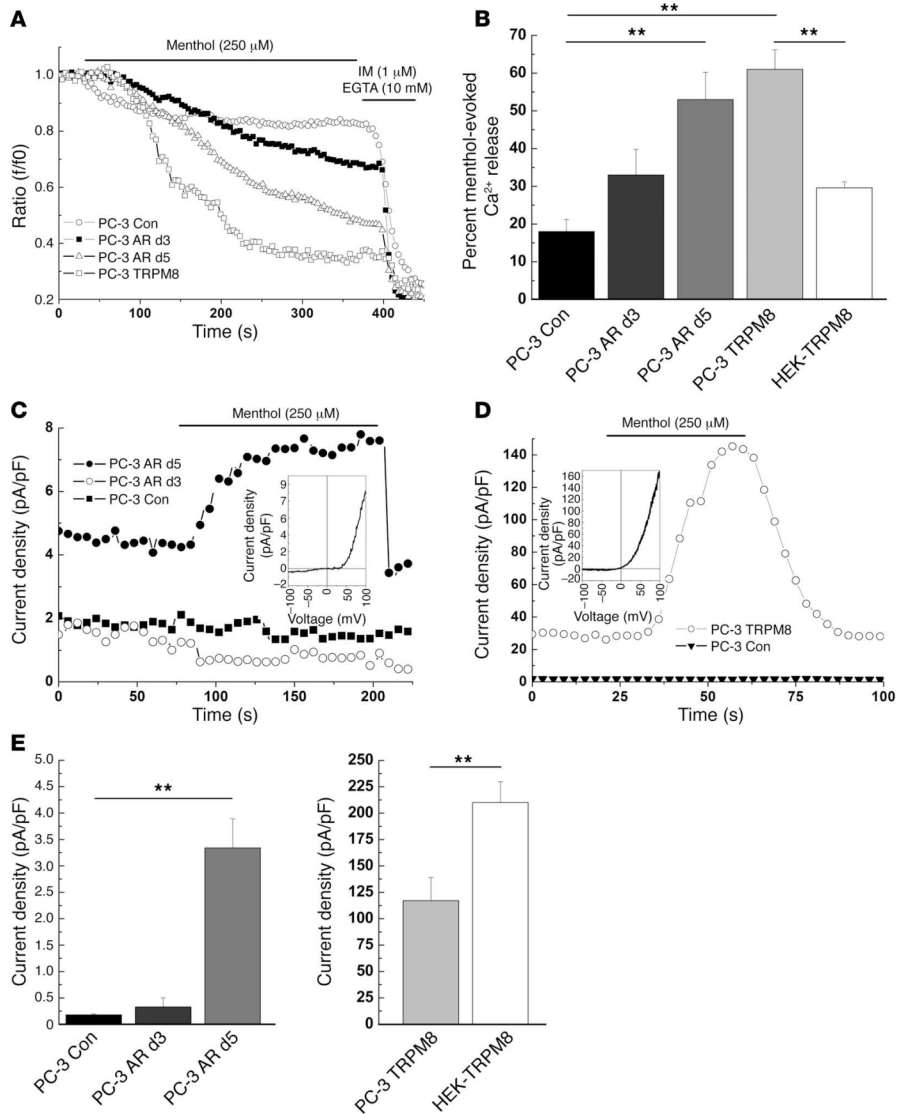 A
Menthol (250 µM)
IM (1 µM)
EGTA (10 mM)
Ratio (f/f0)
1.0
0.8
0.6
0.4
0.2
PC-3 Con
PC-3 AR d3
PC-3 AR d5
PC-3 TRPM8
0 100 200 300 400
Time (s)
B
**
** **
Percent menthol-evoked
Ca²⁺ release
70
60
50
40
30
20
10
0
PC-3 Con
PC-3 AR d3
PC-3 AR d5
PC-3 TRPM8
HEK-TRPM8
C
Menthol (250 µM)
Current density (pA/pF)
8
6
4
2
0
PC-3 AR d5
PC-3 AR d3
PC-3 Con
Current density
(pA/pF)
9
8
6
4
2
0
−2
−100 −50 0 50 100
Voltage (mV)
0 50 100 150 200
Time (s)
D
Menthol (250 µM)
Current density (pA/pF)
140
120
100
80
60
40
20
0
Current density
(pA/pF)
170
160
140
120
100
80
60
40
20
0
−20
−100 −50 0 50 100
Voltage (mV)
PC-3 TRPM8
PC-3 Con
0 25 50 75 100
Time (s)
E
Current density (pA/pF)
5.0
4.5
4.0
3.5
3.0
2.5
2.0
1.5
1.0
0.5
0
**
PC-3 Con
PC-3 AR d3
PC-3 AR d5
Current density (pA/pF)
250
225
200
175
150
125
100
75
50
25
0
**
PC-3 TRPM8
HEK-TRPM8